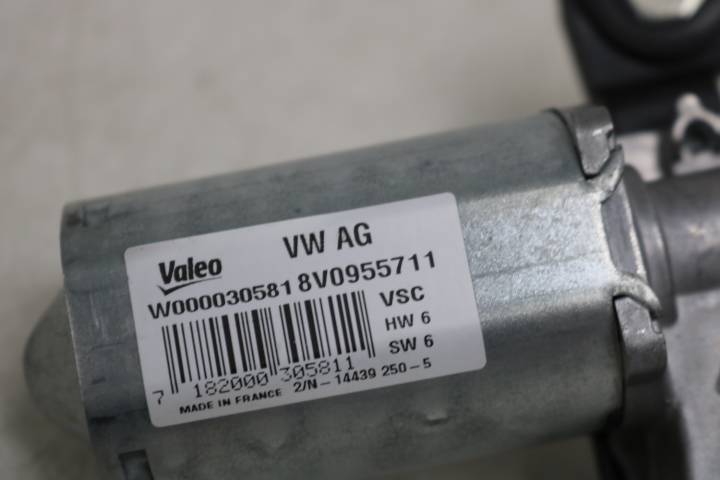 VW AG
Valeo
W000030581 8V0955711
VSC
HW 6
SW 6
7 182000 305811
MADE IN FRANCE 2/N-14439 250-5